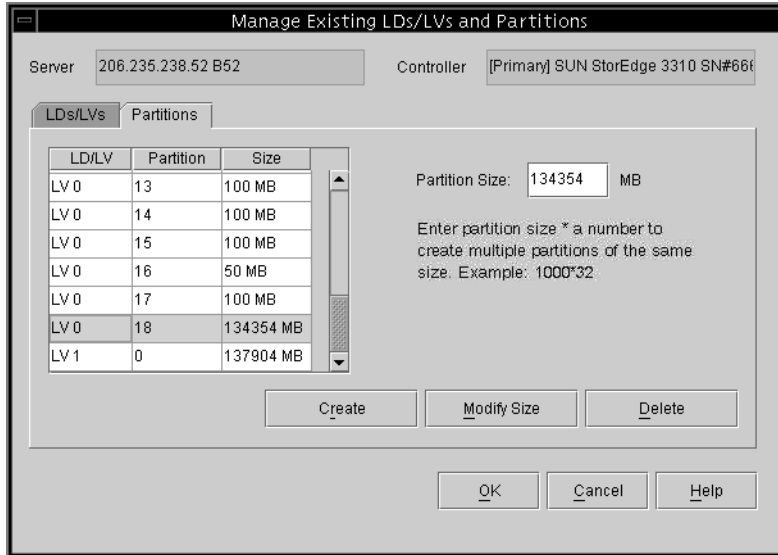 Manage Existing LDs/LVs and Partitions
Server 206.235.238.52 B52 Controller [Primary] SUN StorEdge 3310 SN#666
LDs/LVs Partitions
LD/LV Partition Size
LV 0 13 100 MB
LV 0 14 100 MB
LV 0 15 100 MB
LV 0 16 50 MB
LV 0 17 100 MB
LV 0 18 134354 MB
LV 1 0 137904 MB
Partition Size: 134354 MB
Enter partition size * a number to
create multiple partitions of the same
size. Example: 1000*32
Create Modify Size Delete
OK Cancel Help